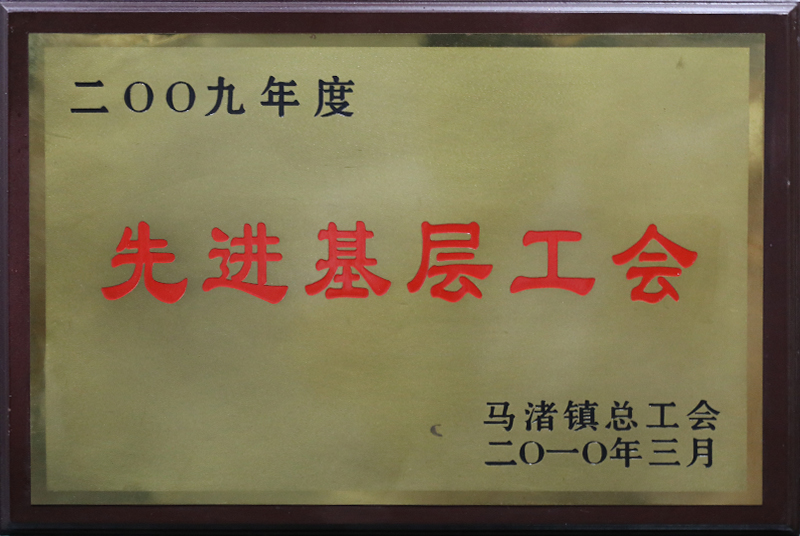 二〇〇九年度
先进基层工会
马渚镇总工会
二〇一〇年三月